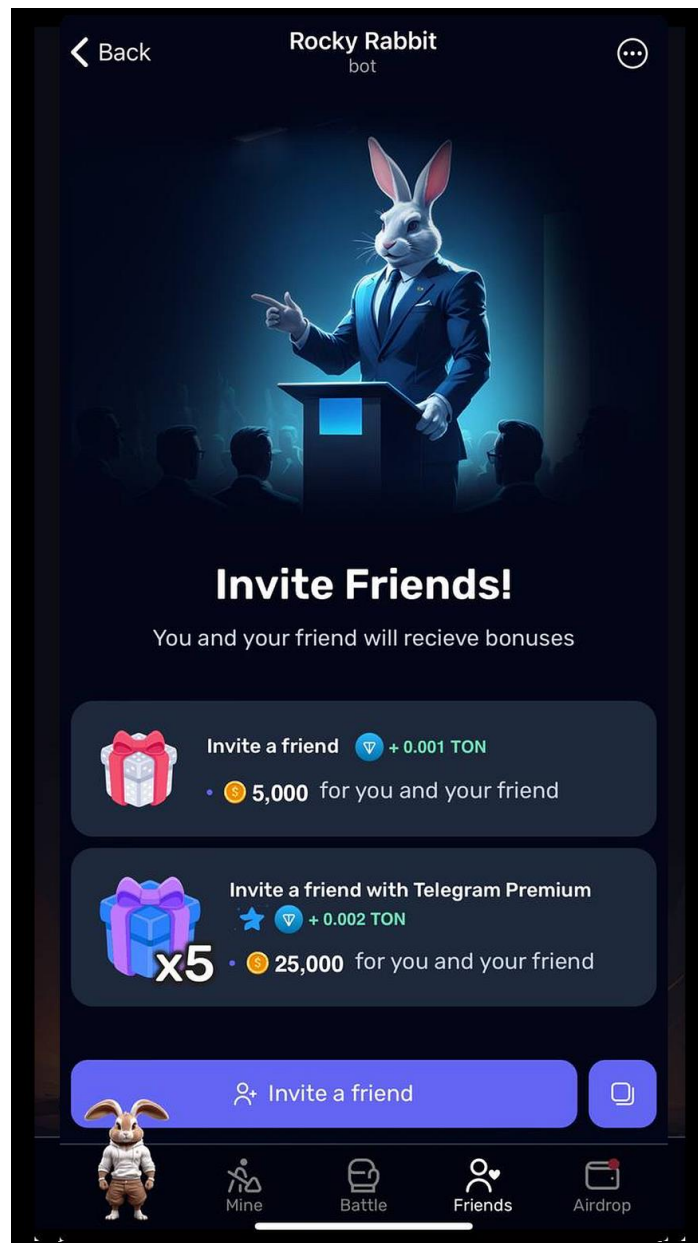 Back
Rocky Rabbit
bot
Invite Friends!
You and your friend will recieve bonuses
Invite a friend + 0.001 TON
• 5,000 for you and your friend
Invite a friend with Telegram Premium
+ 0.002 TON
x5 • 25,000 for you and your friend
Invite a friend
Mine Battle Friends Airdrop